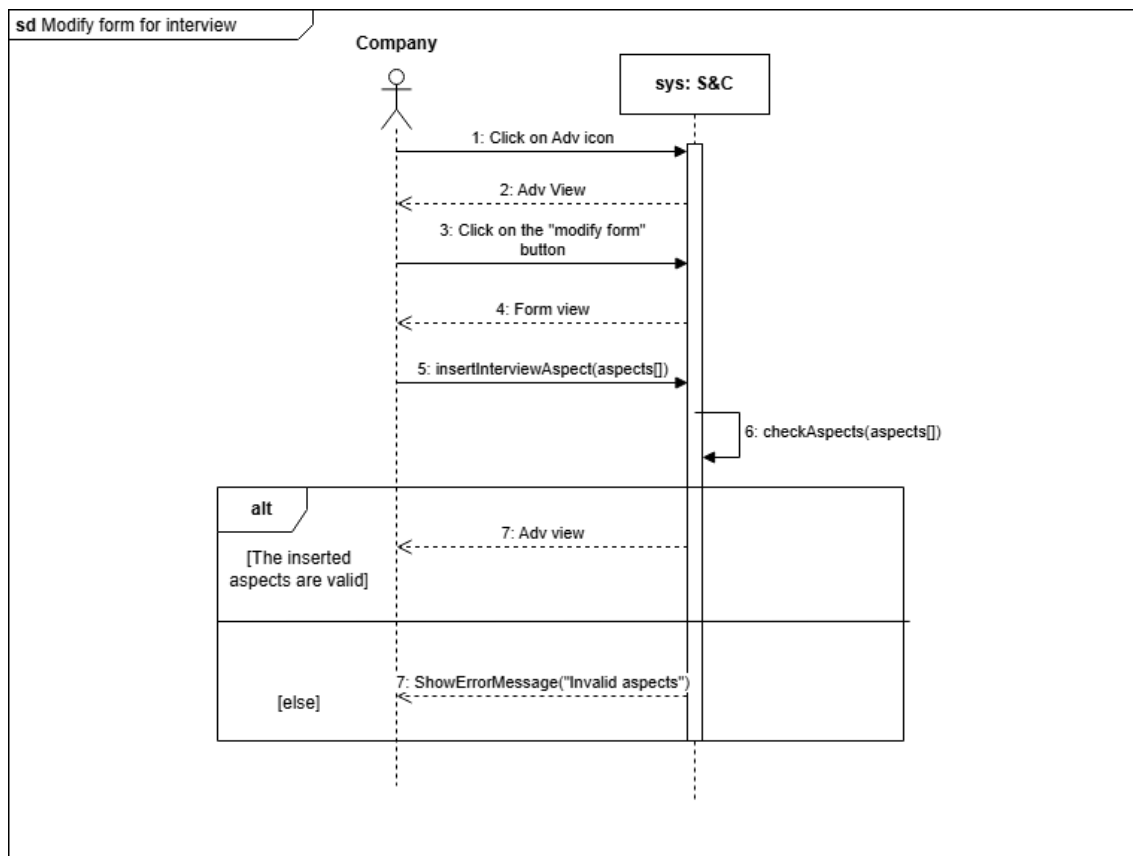 sd Modify form for interview
Company
sys: S&C
1: Click on Adv icon
2: Adv View
3: Click on the "modify form"
button
4: Form view
5: insertInterviewAspect(aspects[])
6: checkAspects(aspects[])
alt
7: Adv view
[The inserted
aspects are valid]
7: ShowErrorMessage("Invalid aspects")
[else]